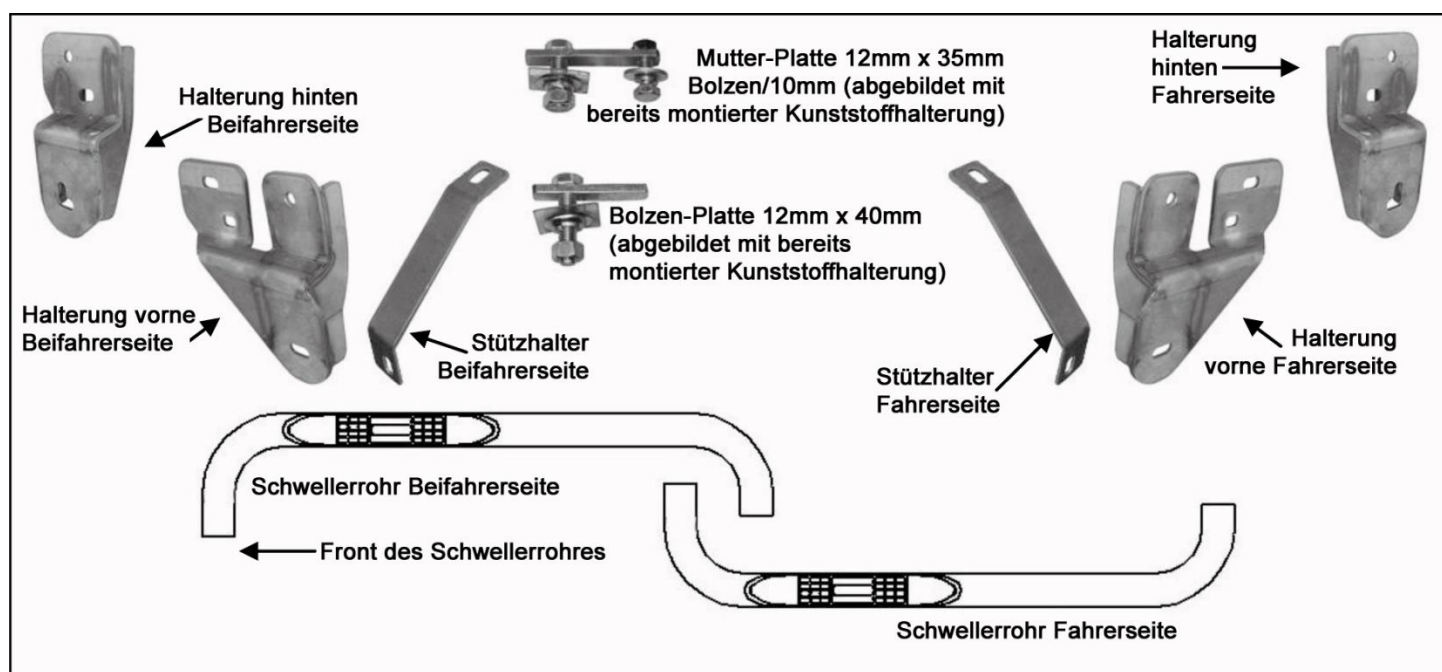 Halterung hinten
Beifahrerseite
Mutter-Platte 12mm x 35mm
Bolzen/10mm (abgebildet mit
bereits montierter Kunststoffhalterung)
Halterung
hinten
Fahrerseite
Bolzen-Platte 12mm x 40mm
(abgebildet mit bereits
montierter Kunststoffhalterung)
Halterung vorne
Beifahrerseite
Stützhalter
Beifahrerseite
Stützhalter
Fahrerseite
Halterung
vorne Fahrerseite
Schwellerrohr Beifahrerseite
Front des Schwellerrohres
Schwellerrohr Fahrerseite